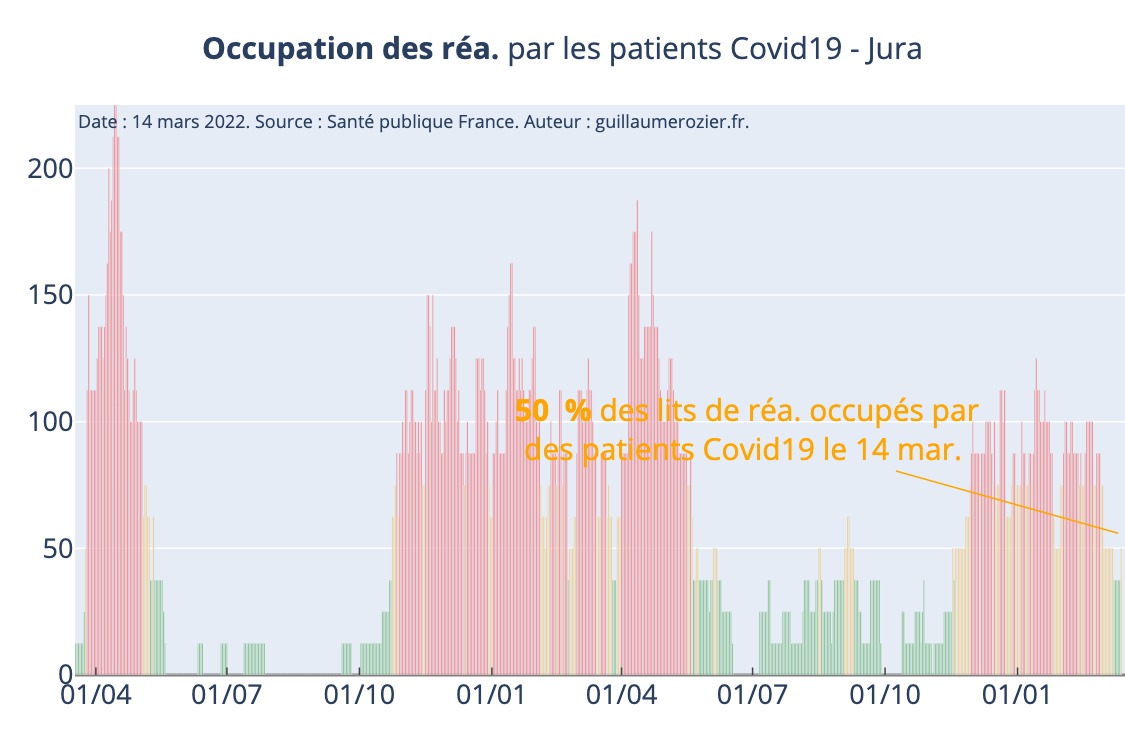 Occupation des réa. par les patients Covid19 - Jura
Date : 14 mars 2022. Source : Santé publique France. Auteur : guillaumerozier.fr.
200
150
100
50
0
50 % des lits de réa. occupés par
des patients Covid19 le 14 mar.
01/04 01/07 01/10 01/01 01/04 01/07 01/10 01/01